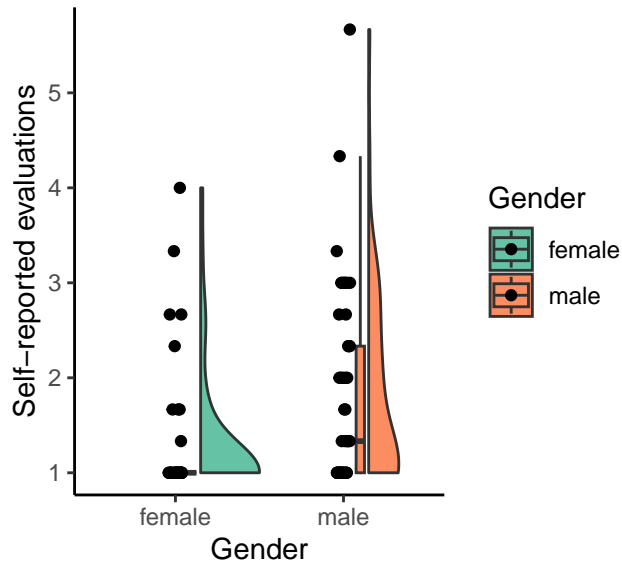 Self−reported evaluations
5
4
3
2
1
female
male
Gender
Gender
female
male